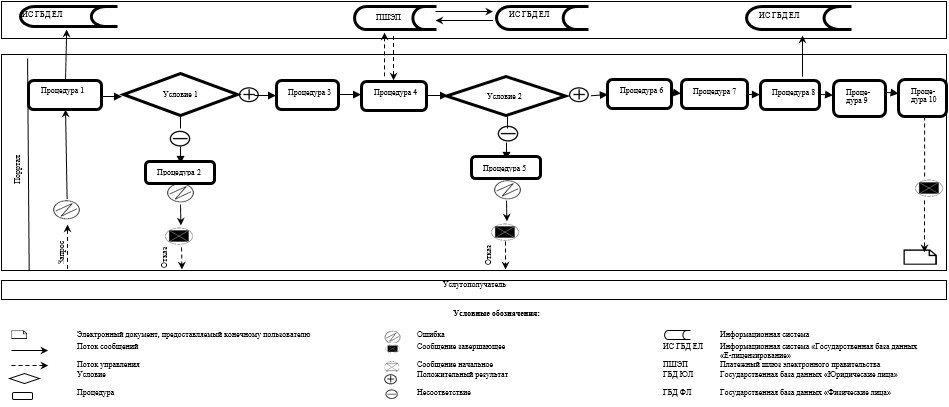 ИС ГБД ЕЛ
ПШЭП
ИС ГБД ЕЛ
ИС ГБД ЕЛ
Процедура 1
Условие 1
Процедура 3
Процедура 4
Условие 2
Процедура 6
Процедура 7
Процедура 8
Проце-
дура 9
Проце-
дура 10
Процедура 2
Процедура 5
Запрос
Отказ
Отказ
Услугополучатель
Условные обозначения:
Электронный документ, предоставляемый конечному пользователю
Поток сообщений
Поток управления
Условие
Процедура
Ошибка
Сообщение завершающее
Сообщение начальное
Положительный результат
Несоответствие
Информационная система
ИС ГБД ЕЛ Информационная система «Государственная база данных
«Е-лицензирование»
ПШЭП Платежный шлюз электронного правительства
ГБД ЮЛ Государственная база данных «Юридические лица»
ГБД ФЛ Государственная база данных «Физические лица»